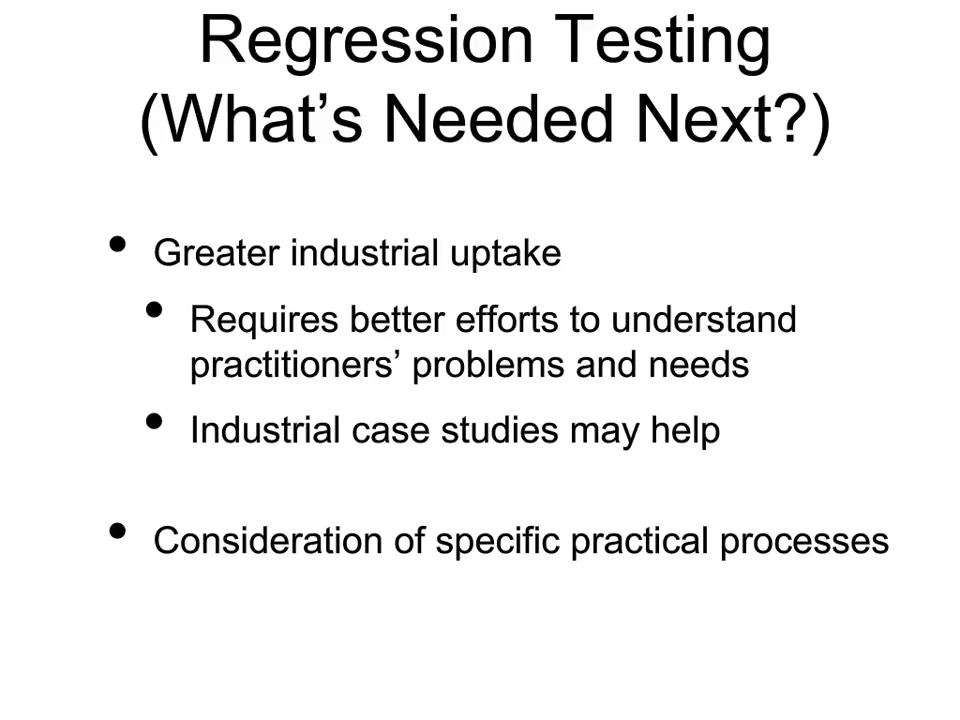 Regression Testing
(What’s Needed Next?)
• Greater industrial uptake
• Requires better efforts to understand
practitioners’ problems and needs
• Industrial case studies may help
• Consideration of specific practical processes